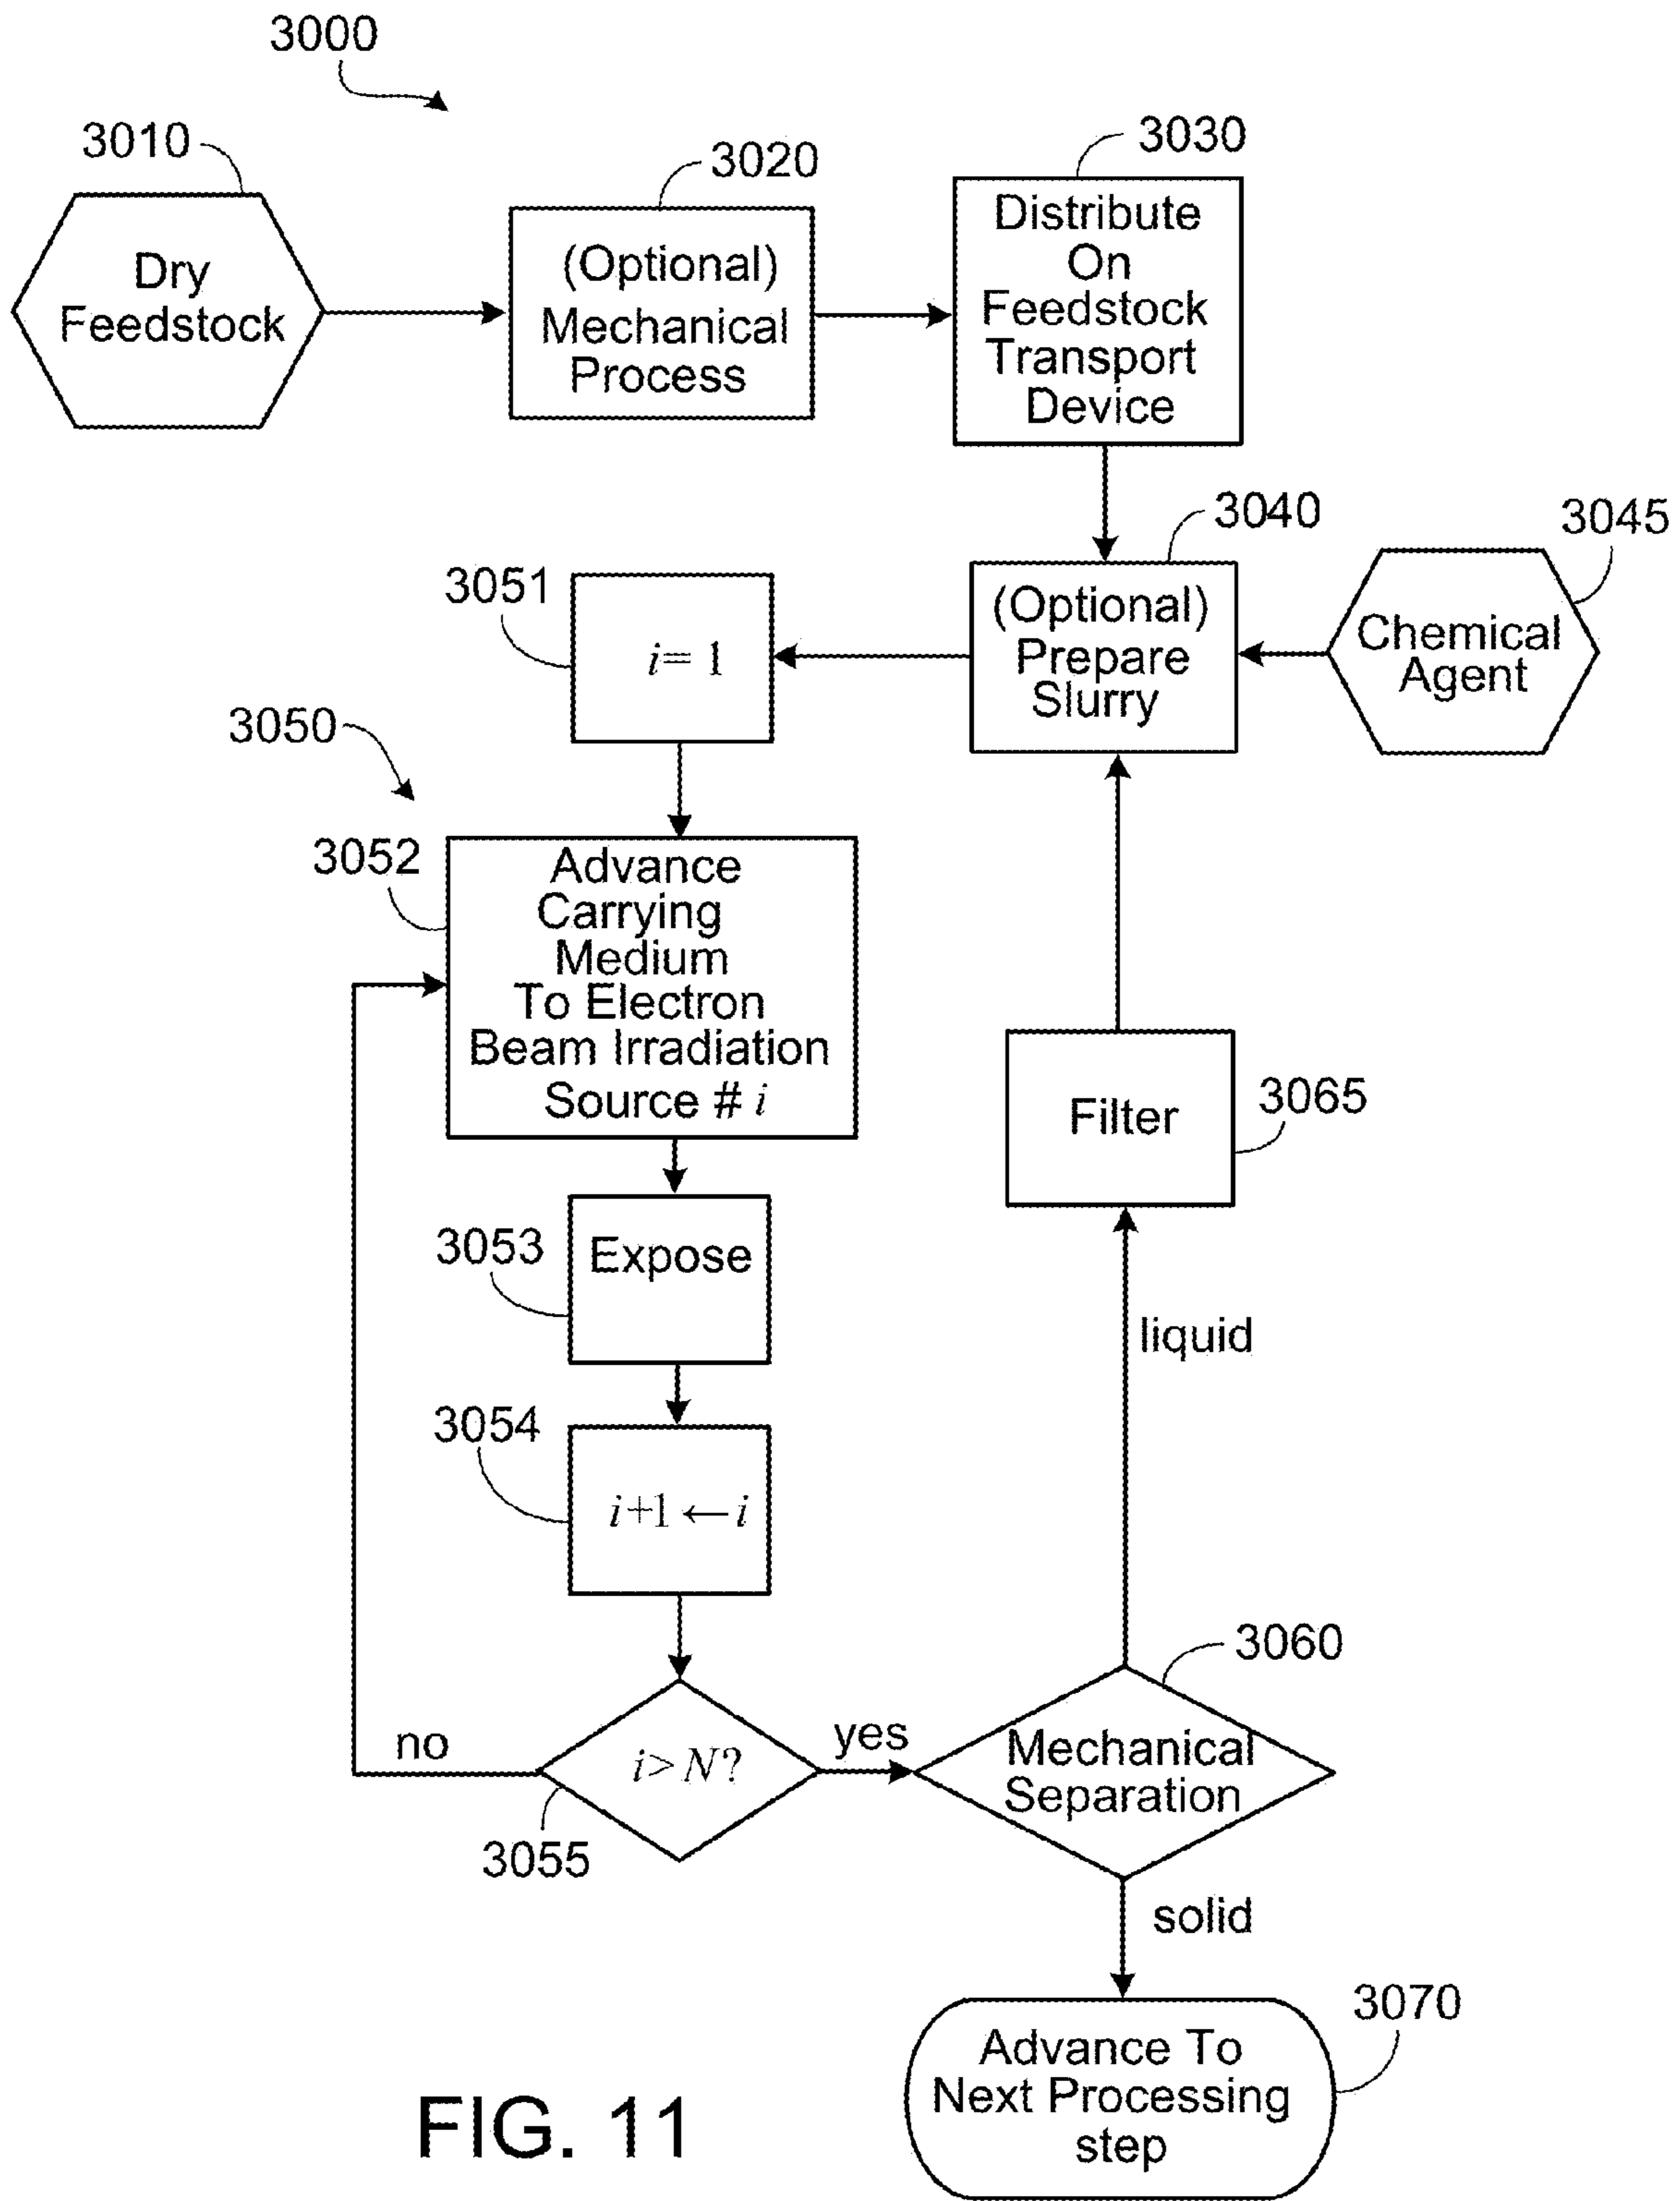 3000
3010
3020
3030
Dry
Feedstock
(Optional)
Mechanical
Process
Distribute
On
Feedstock
Transport
Device
3040
3045
3051
i= 1
(Optional)
Prepare
Slurry
Chemical
Agent
3050
3052
Advance
Carrying
Medium
To Electron
Beam Irradiation
Source # i
Filter
3065
3053
Expose
liquid
3054
i+1 ← i
3060
no
i> N?
yes
Mechanical
Separation
3055
solid
3070
Advance To
Next Processing
step
FIG. 11